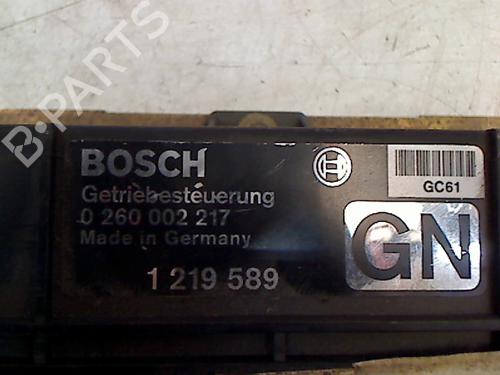 B-PARTS
BOSCH
Getriebesteuerung
0 260 002 217
Made in Germany
1 219 589
GC61
GN